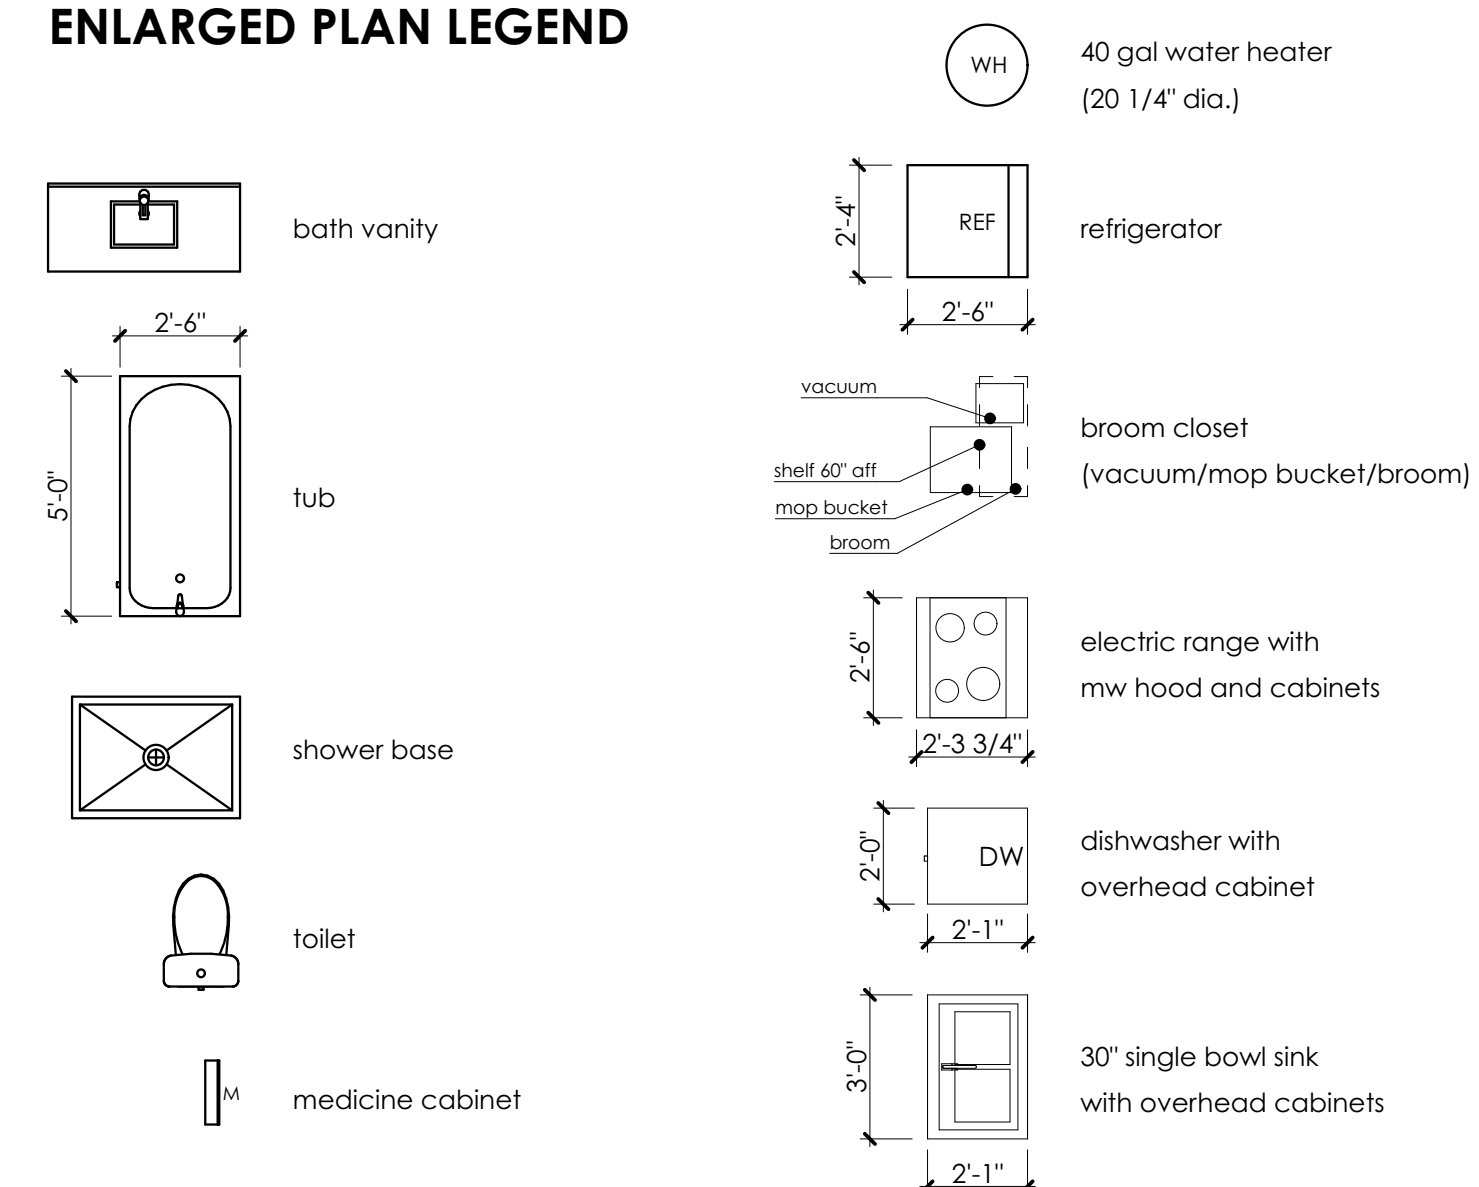 ENLARGED PLAN LEGEND
bath vanity
2'-6"
5'-0"
tub
shower base
toilet
M
medicine cabinet
WH
40 gal water heater
(20 1/4" dia.)
2'-4"
REF
refrigerator
2'-6"
vacuum
shelf 60" aff
mop bucket
broom
broom closet
(vacuum/mop bucket/broom)
2'-6"
electric range with
mw hood and cabinets
2'-3 3/4"
2'-0"
DW
dishwasher with
overhead cabinet
2'-1"
3'-0"
30" single bowl sink
with overhead cabinets
2'-1"